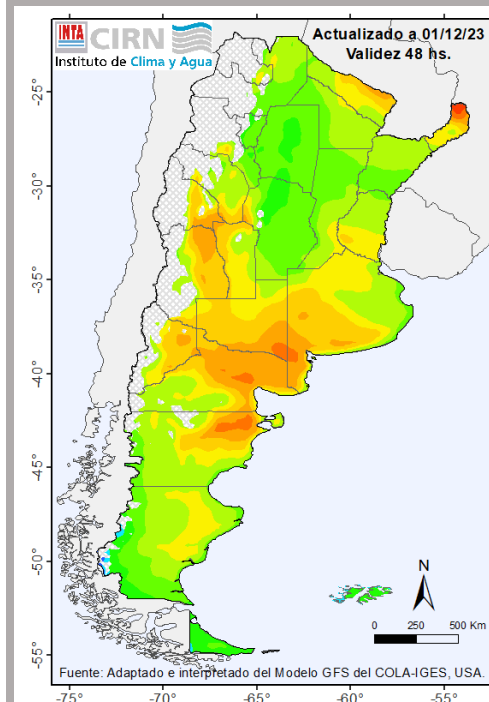 INTA CIRN
Instituto de Clima y Agua
Actualizado a 01/12/23
Validez 48 hs.
-25°
-30°
-35°
-40°
-45°
-50°
-55°
N
0 250 500 Km
Fuente: Adaptado e interpretado del Modelo GFS del COLA-IGES, USA.
-75° -70° -65° -60° -55°